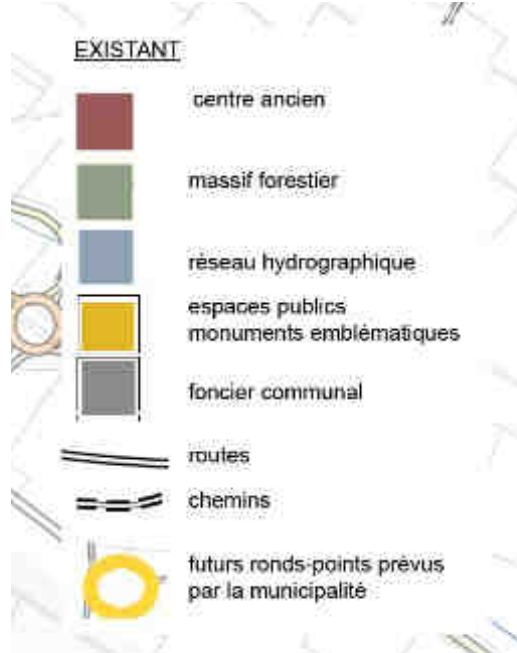 EXISTANT
centre ancien
massif forestier
réseau hydrographique
espaces publics
monuments emblématiques
foncier communal
routes
chemins
futurs ronds-points prévus
par la municipalité